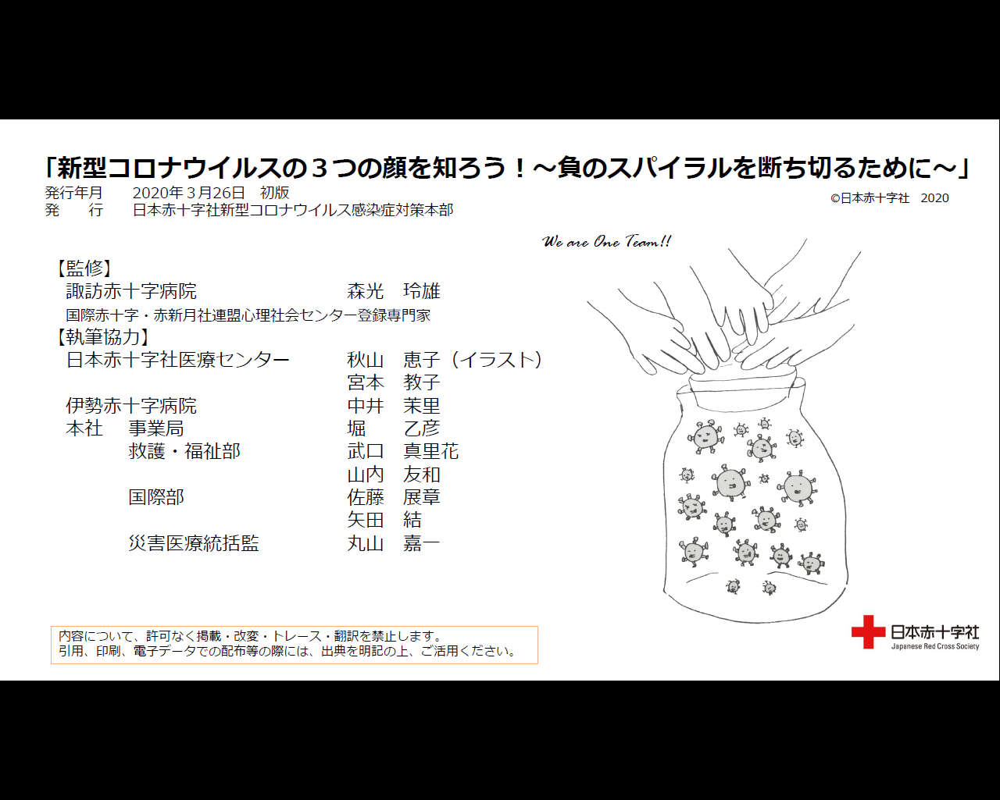 「新型コロナウイルスの３つの顔を知ろう！～負のスパイラルを断ち切るために～」
発行年月　　2020年３月26日　初版
発　　行　　日本赤十字社新型コロナウイルス感染症対策本部
©日本赤十字社　2020
We are One Team!!
【監修】
諏訪赤十字病院　　森光　玲雄
国際赤十字・赤新月社連盟心理社会センター登録専門家
【執筆協力】
日本赤十字社医療センター　　秋山　恵子（イラスト）
宮本　教子
伊勢赤十字病院　　中井　茉里
本社　事業局　　堀　　乙彦
救護・福祉部　　武口　真里花
山内　友和
国際部　　佐藤　展章
矢田　結
災害医療統括監　　丸山　嘉一
内容について、許可なく掲載・改変・トレース・翻訳を禁止します。
引用、印刷、電子データでの配布等の際には、出典を明記の上、ご活用ください。
日本赤十字社
Japanese Red Cross Society